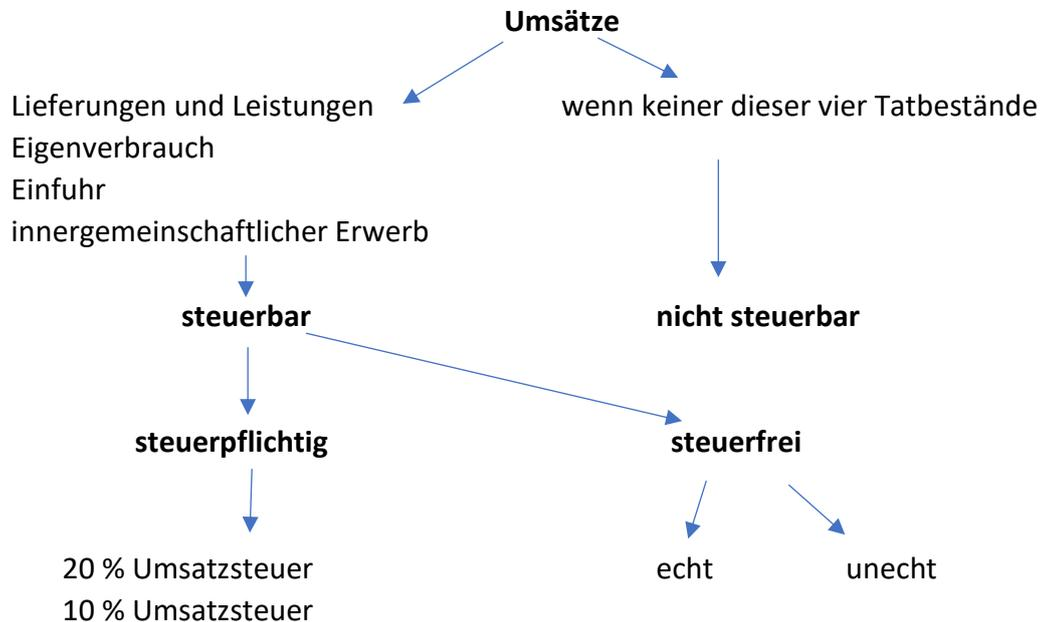 Umsätze
Lieferungen und Leistungen
Eigenverbrauch
Einfuhr
innergemeinschaftlicher Erwerb
wenn keiner dieser vier Tatbestände
steuerbar
nicht steuerbar
steuerpflichtig
steuerfrei
20 % Umsatzsteuer
10 % Umsatzsteuer
echt
unecht